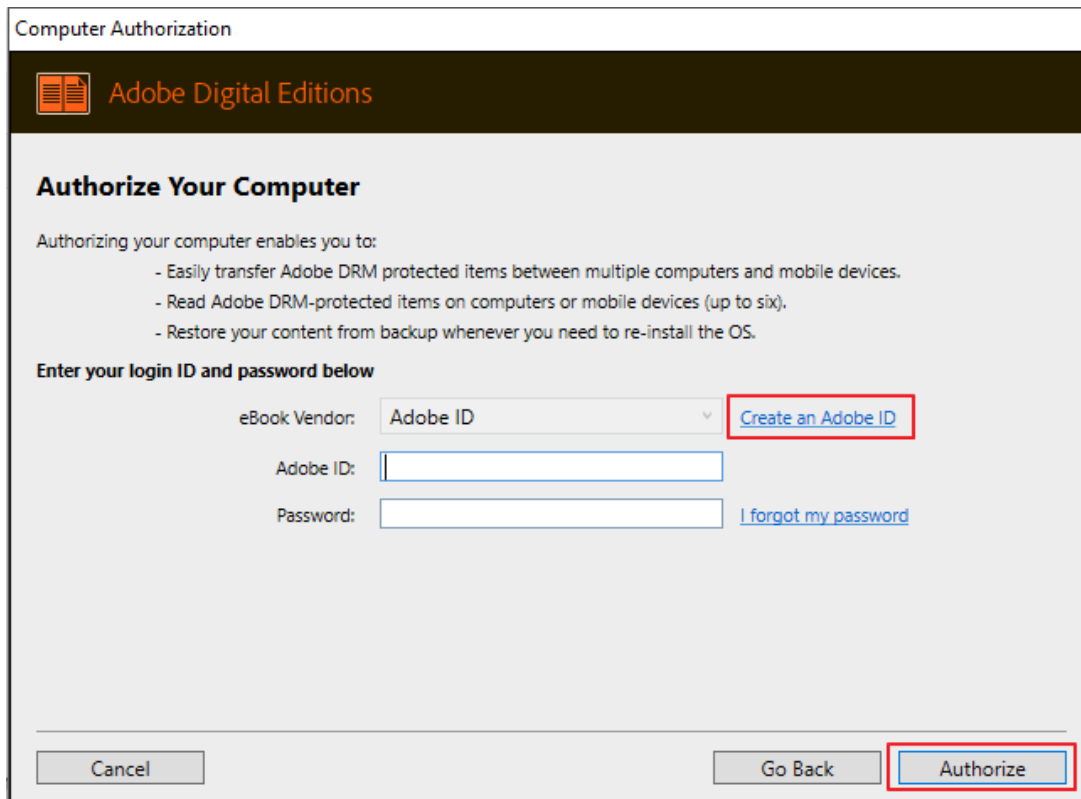 Computer Authorization
Adobe Digital Editions
Authorize Your Computer
Authorizing your computer enables you to:
- Easily transfer Adobe DRM protected items between multiple computers and mobile devices.
- Read Adobe DRM-protected items on computers or mobile devices (up to six).
- Restore your content from backup whenever you need to re-install the OS.
Enter your login ID and password below
eBook Vendor: Adobe ID Create an Adobe ID
Adobe ID:
Password: I forgot my password
Cancel Go Back Authorize